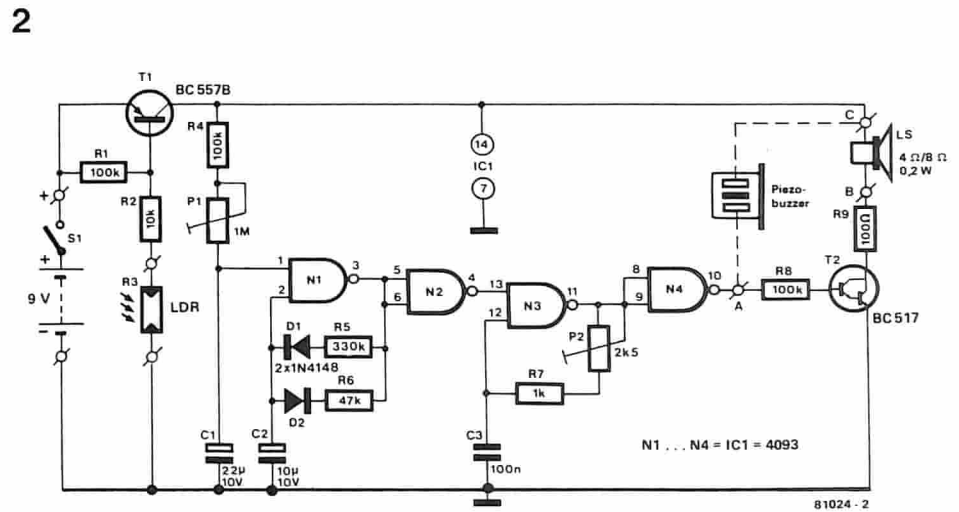 2
T1
BC 557B
R4
100k
C
LS
14
IC1
7
4 Ω/8 Ω
0,2 W
R1
100k
+
R2
10k
P1
1M
Piezo-
buzzer
B
R9
100Ω
S1
+
9 V
−
R3
LDR
1
2
N1
3
5
6
N2
4
13
12
N3
11
8
9
N4
10
A
R8
100k
T2
BC 517
D1
R5
330k
2x1N4148
R6
47k
D2
P2
2k5
R7
1k
C1
22µ
10V
C2
10µ
10V
C3
100n
N1 . . . N4 = IC1 = 4093
81024 - 2